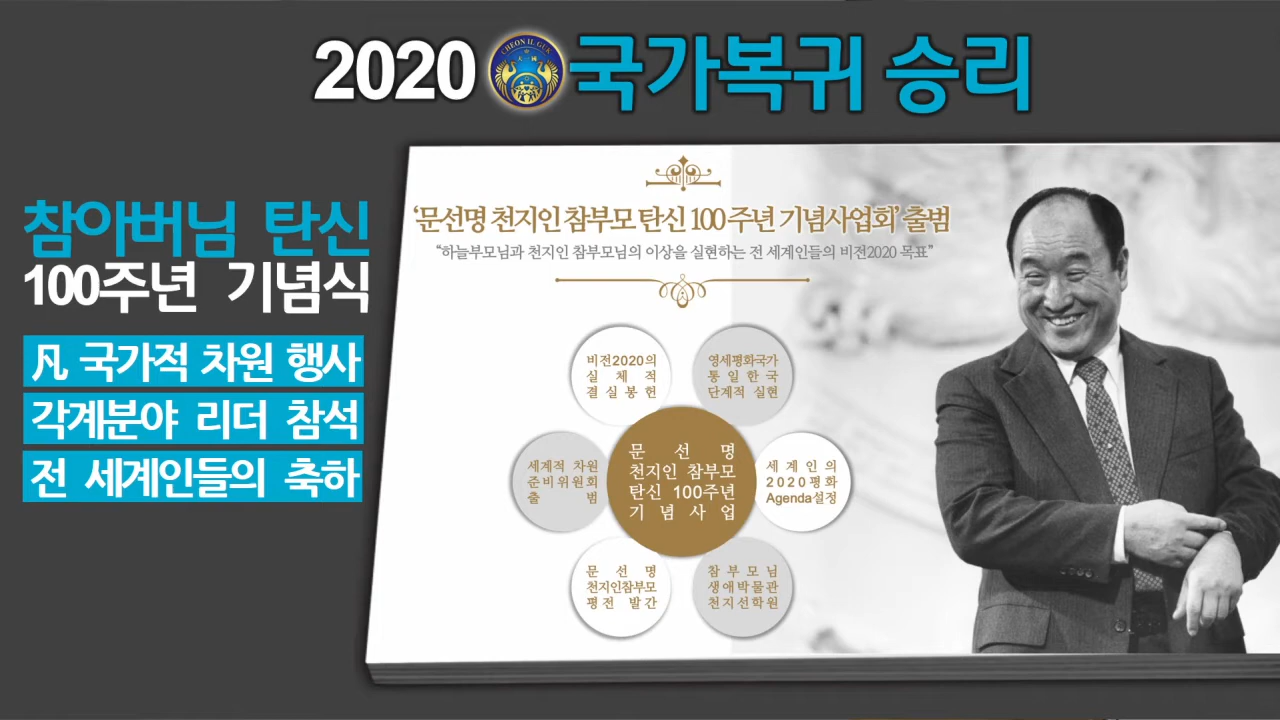 2020 국가복귀 승리
CHEON IL GUK
참아버님 탄신
100주년 기념식
凡 국가적 차원 행사
각계분야 리더 참석
전 세계인들의 축하
‘문선명 천지인 참부모 탄신 100주년 기념사업회’ 출범
“하늘부모님과 천지인 참부모님의 이상을 실현하는 전 세계인들의 비전2020 목표”
비전2020의
실체적
결실봉헌
영세평화국가
통일한국
단계적 실현
세계적 차원
준비위원회
출범
문선명
천지인 참부모
탄신 100주년
기념사업
세계인의
2020평화
Agenda설정
문선명
천지인참부모
평전 발간
참부모님
생애박물관
천지선학원